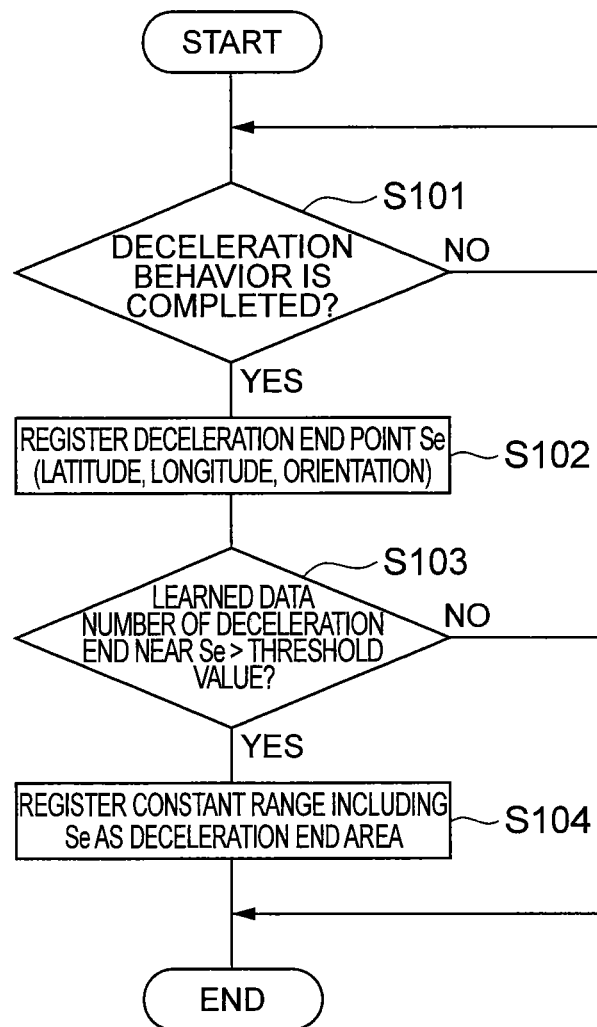 START
S101
DECELERATION
BEHAVIOR IS
COMPLETED?
NO
YES
REGISTER DECELERATION END POINT Se
(LATITUDE, LONGITUDE, ORIENTATION)
S102
S103
LEARNED DATA
NUMBER OF DECELERATION
END NEAR Se > THRESHOLD
VALUE?
NO
YES
REGISTER CONSTANT RANGE INCLUDING
Se AS DECELERATION END AREA
S104
END